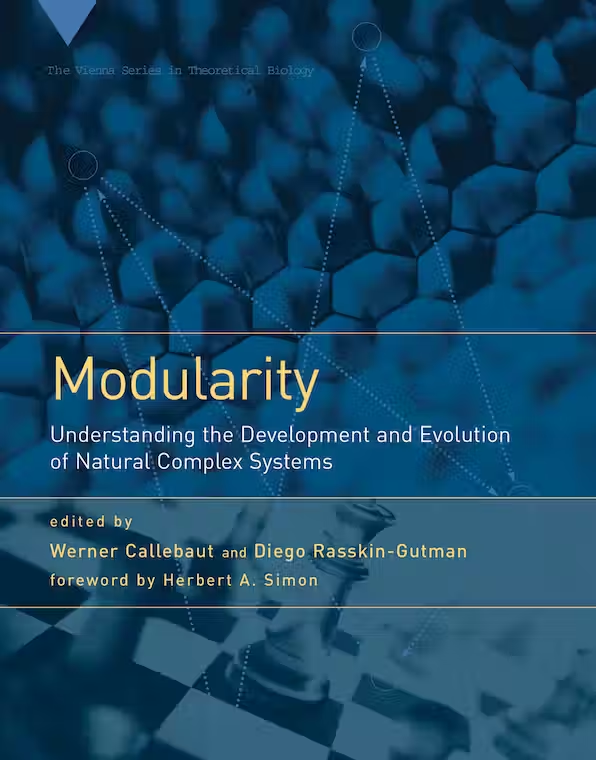 The Vienna Series in Theoretical Biology
Modularity
Understanding the Development and Evolution
of Natural Complex Systems
edited by
Werner Callebaut and Diego Rasskin-Gutman
foreword by Herbert A. Simon